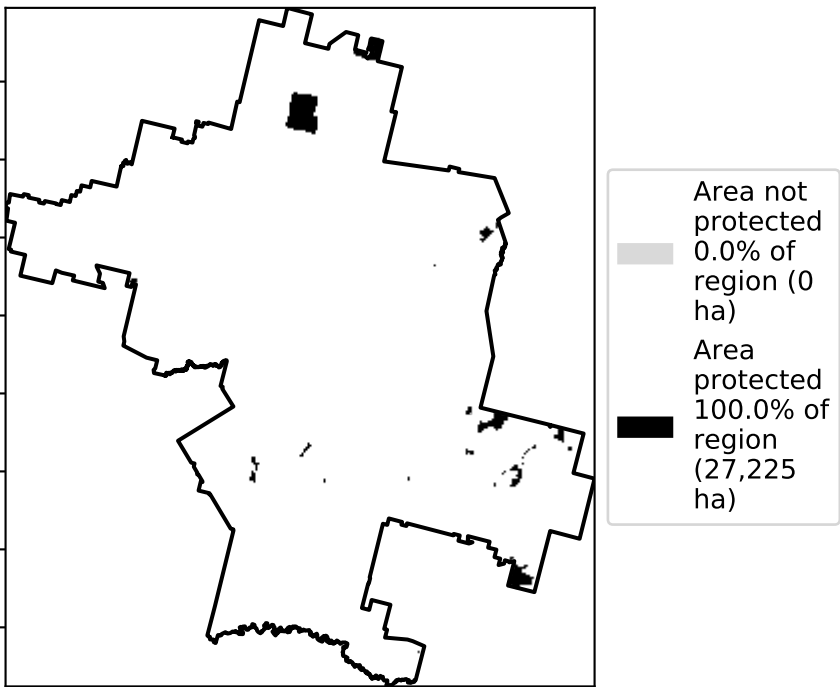 Area not
protected
0.0% of
region (0
ha)
Area
protected
100.0% of
region
(27,225
ha)